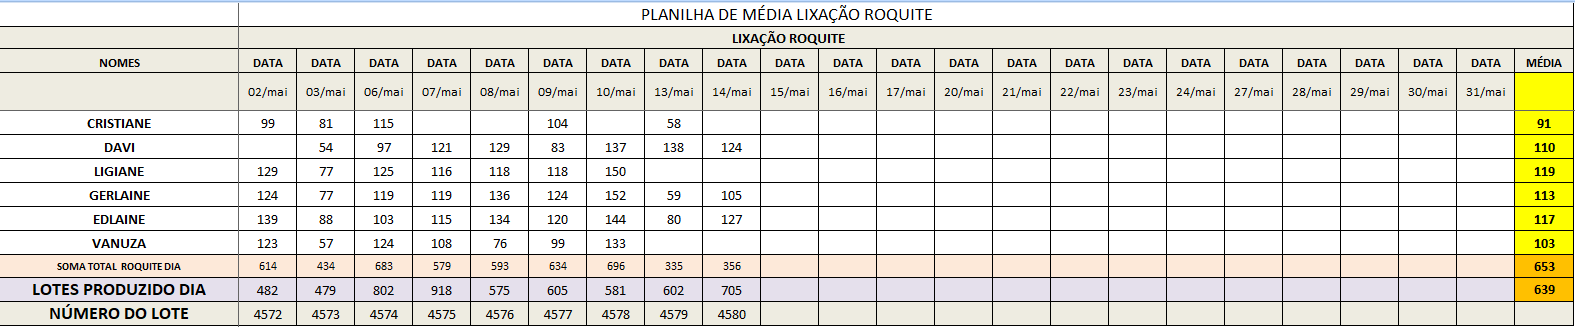 PLANILHA DE MÉDIA LIXAÇÃO ROQUITE
LIXAÇÃO ROQUITE
NOMES DATA DATA DATA DATA DATA DATA DATA DATA DATA DATA DATA DATA DATA DATA DATA DATA DATA DATA DATA DATA DATA DATA MÉDIA
02/mai 03/mai 06/mai 07/mai 08/mai 09/mai 10/mai 13/mai 14/mai 15/mai 16/mai 17/mai 20/mai 21/mai 22/mai 23/mai 24/mai 27/mai 28/mai 29/mai 30/mai 31/mai
CRISTIANE 99 81 115 104 58 91
DAVI 54 97 121 129 83 137 138 124 110
LIGIANE 129 77 125 116 118 118 150 119
GERLAINE 124 77 119 119 136 124 152 59 105 113
EDLAINE 139 88 103 115 134 120 144 80 127 117
VANUZA 123 57 124 108 76 99 133 103
SOMA TOTAL ROQUITE DIA 614 434 683 579 593 634 696 335 356 653
LOTES PRODUZIDO DIA 482 479 802 918 575 605 581 602 705 639
NÚMERO DO LOTE 4572 4573 4574 4575 4576 4577 4578 4579 4580